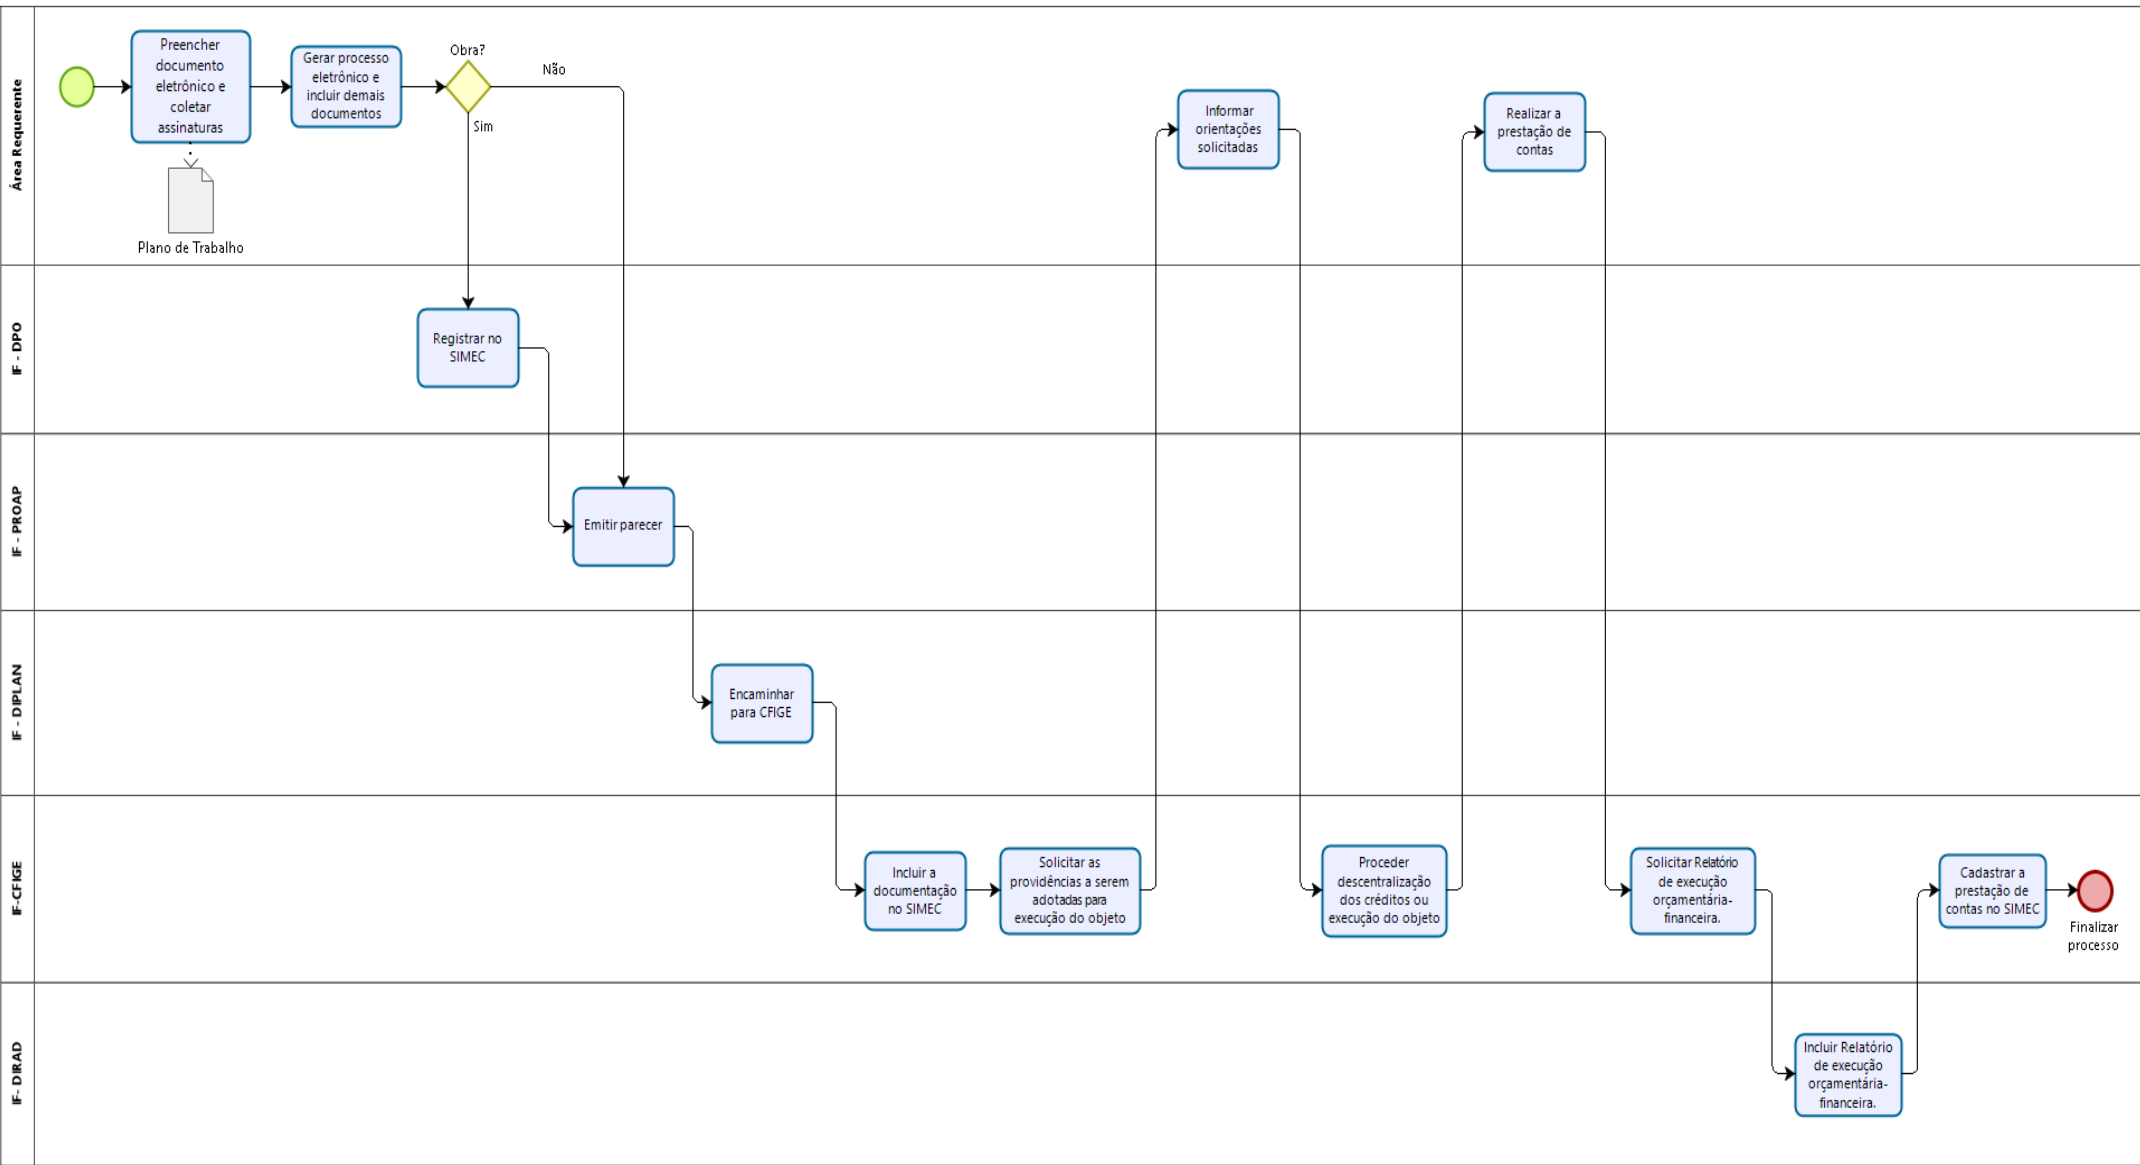 Área Requerente
Preencher
documento
eletrônico e
coletar
assinaturas
Plano de Trabalho
Gerar processo
eletrônico e
incluir demais
documentos
Obra?
Não
Sim
Informar
orientações
solicitadas
Realizar a
prestação de
contas
IF - DPO
Registrar no
SIMEC
IF - PROAP
Emitir parecer
IF - DIPLAN
Encaminhar
para CFIGE
IF-CFIGE
Incluir a
documentação
no SIMEC
Solicitar as
providências a serem
adotadas para
execução do objeto
Proceder
descentralização
dos créditos ou
execução do objeto
Solicitar Relatório
de execução
orçamentária-
financeira.
Cadastrar a
prestação de
contas no SIMEC
Finalizar
processo
IF- DIRAD
Incluir Relatório
de execução
orçamentária-
financeira.